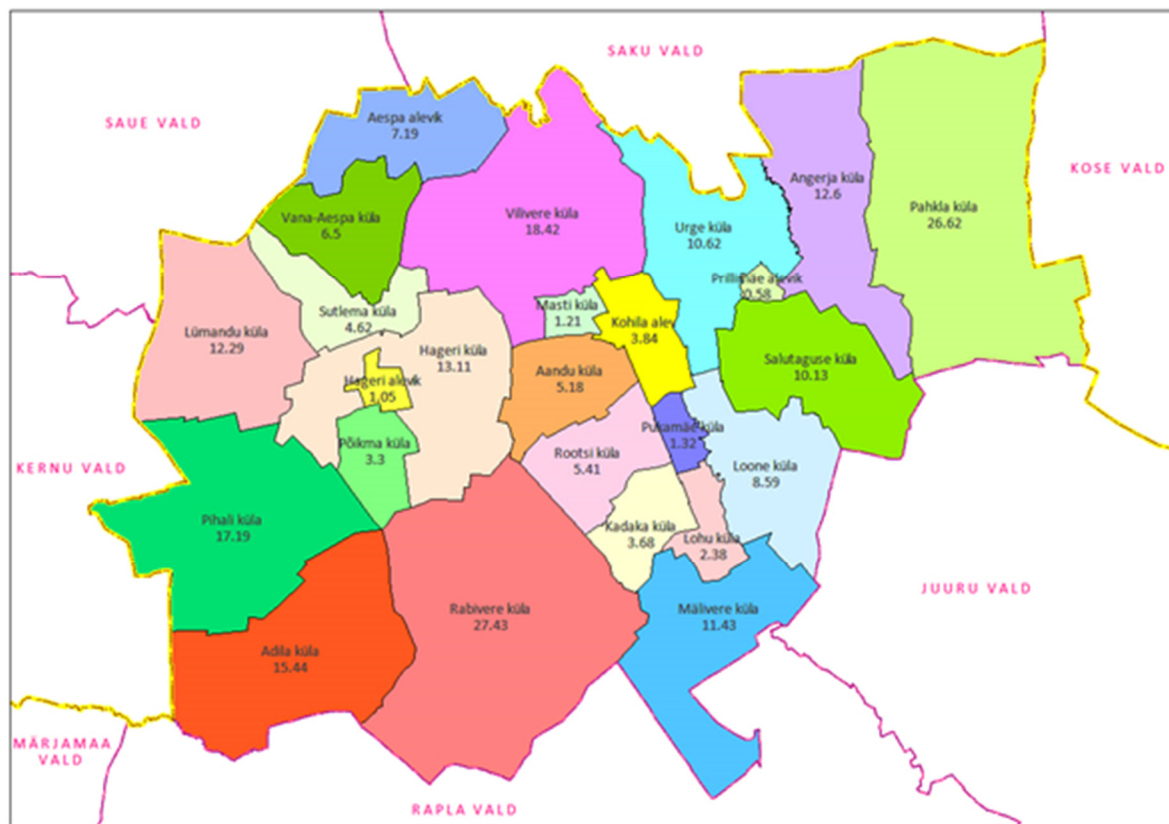 SAKU VALD
SAUE VALD
KOSE VALD
Aespa alevik
7.19
Angerja küla
12.6
Pahkla küla
26.62
Vana-Aespa küla
6.5
Vilivere küla
18.42
Urge küla
10.62
Prillimäe alevik
0.58
Sutlema küla
4.62
Masti küla
1.21
Kohila alev
3.84
Lümandu küla
12.29
Hageri küla
13.11
Aandu küla
5.18
Salutaguse küla
10.13
Hageri alevik
1.05
Põikma küla
3.3
Rootsi küla
5.41
Pukamäe küla
1.32
Loone küla
8.59
KERNU VALD
Pihali küla
17.19
Kadaka küla
3.68
Lohu küla
2.38
JUURU VALD
Rabivere küla
27.43
Mälivere küla
11.43
Adila küla
15.44
MÄRJAMAA
VALD
RAPLA VALD